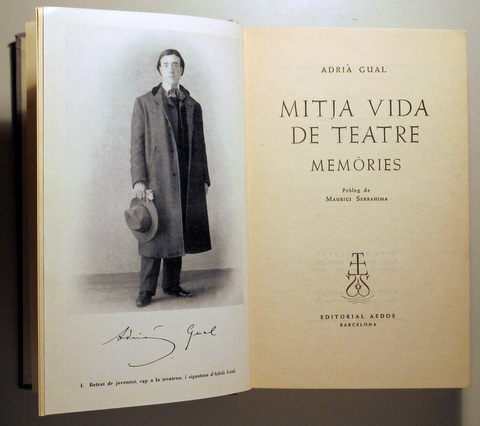 Adrià Gual
1. Retrat de joventut, cap a la trentena, i signatura d'Adrià Gual.
ADRIÀ GUAL
MITJA VIDA
DE TEATRE
MEMÒRIES
Pròleg de
MAURICI SERRAHIMA
EDITORIAL AEDOS
BARCELONA